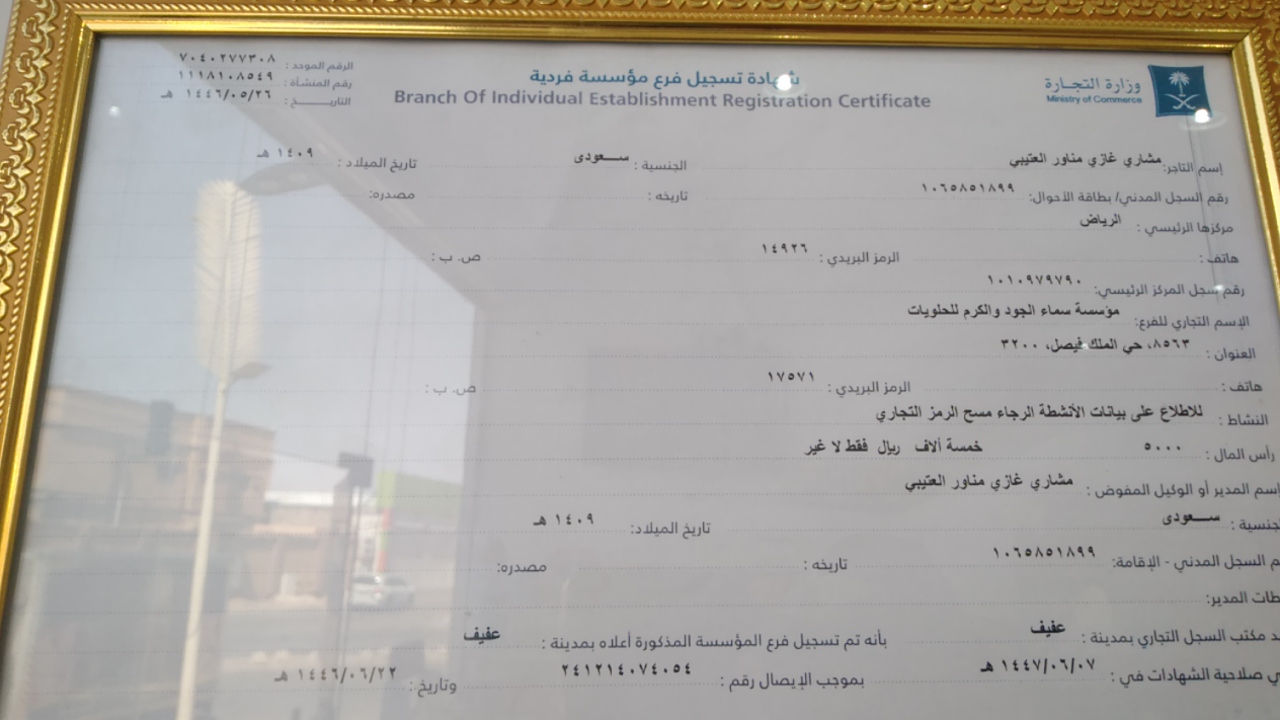 شهادة تسجيل فرع مؤسسة فردية
Branch Of Individual Establishment Registration Certificate
وزارة التجارة
Ministry of Commerce
الرقم الموحد : ٧٠٤٠٢٧٧٣٠٨
رقم المنشأة : ١١١٨١٠٨٥٤٩
التاريخ : ١٤٤٦/٠٥/٢٦ هـ
إسم التاجر: مشاري غازي مناور العتيبي الجنسية : سعودى تاريخ الميلاد : ١٤٠٩ هـ
رقم السجل المدني/ بطاقة الأحوال: ١٠٦٥٨٥١٨٩٩ تاريخه : مصدره:
مركزها الرئيسي : الرياض
هاتف : الرمز البريدي : ١٤٩٢٦ ص. ب :
رقم سجل المركز الرئيسي: ١٠١٠٩٧٩٧٩٠
الإسم التجاري للفرع: مؤسسة سماء الجود والكرم للحلويات
العنوان : ٨٥٦٣، حي الملك فيصل، ٣٢٠٠
هاتف : الرمز البريدي : ١٧٥٧١ ص. ب :
النشاط : للاطلاع على بيانات الأنشطة الرجاء مسح الرمز التجاري
رأس المال : ٥٠٠٠ خمسة ألاف ريال فقط لا غير
إسم المدير أو الوكيل المفوض : مشاري غازي مناور العتيبي
جنسية : سعودى تاريخ الميلاد: ١٤٠٩ هـ
م السجل المدني - الإقامة: ١٠٦٥٨٥١٨٩٩ تاريخه : مصدره:
طات المدير:
د مكتب السجل التجاري بمدينة : عفيف بأنه تم تسجيل فرع المؤسسة المذكورة أعلاه بمدينة : عفيف
ي صلاحية الشهادات في : ١٤٤٧/٠٦/٠٧ هـ بموجب الإيصال رقم : ٢٤١٢١٤٠٧٤٠٥٤ وتاريخ : ١٤٤٦/٠٦/٢٢ هـ